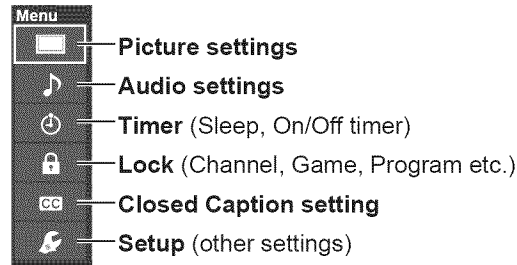 Menu
Picture settings
Audio settings
Timer (Sleep, On/Off timer)
Lock (Channel, Game, Program etc.)
CC Closed Caption setting
Setup (other settings)